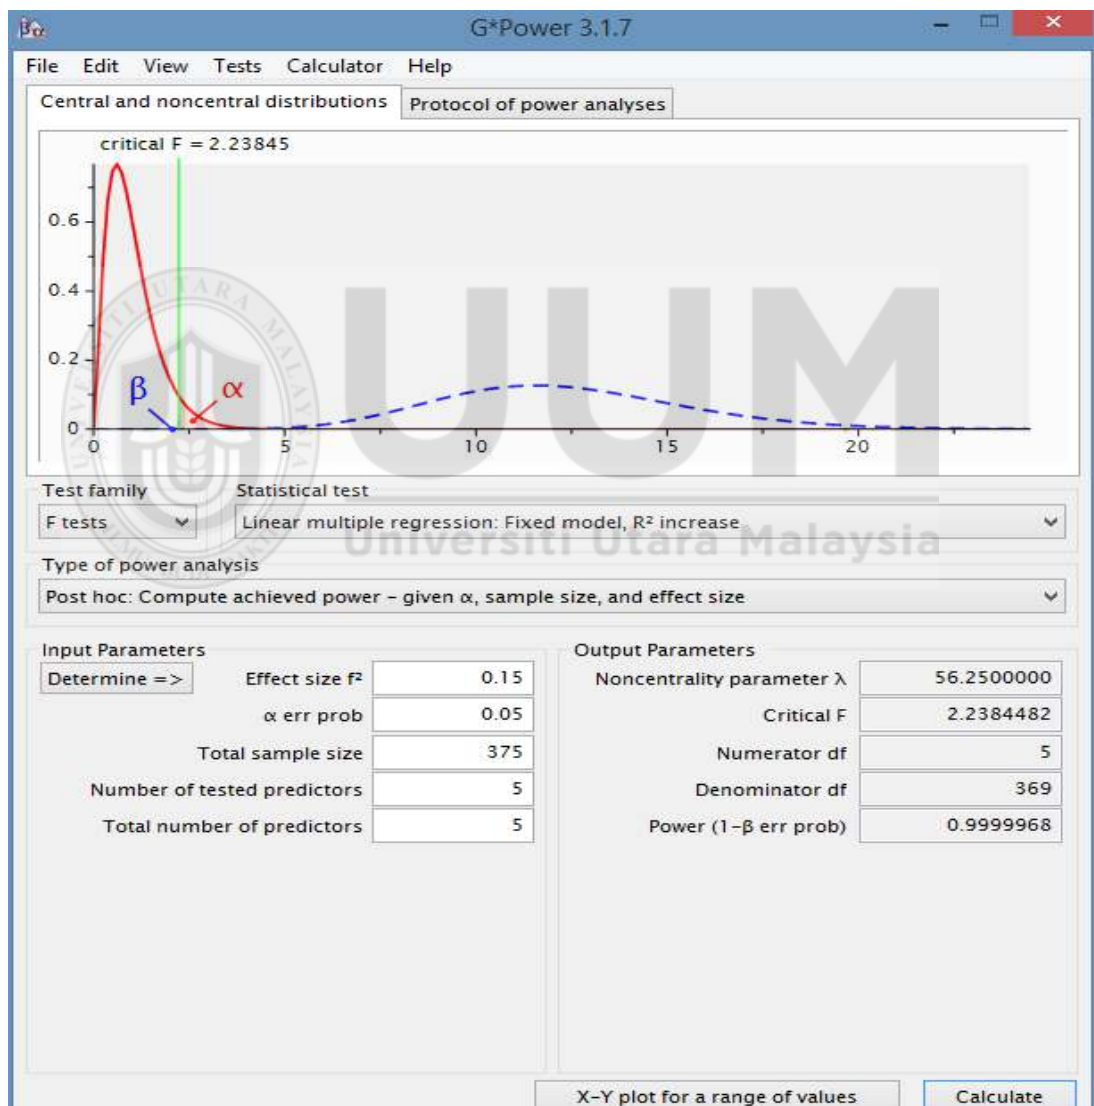 βα G*Power 3.1.7
File Edit View Tests Calculator Help
Central and noncentral distributions Protocol of power analyses
critical F = 2.23845
0.6
0.4
0.2
β α
0
0 5 10 15 20
UNIVERSITI UTARA MALAYSIA
UUM
Test family Statistical test
F tests Linear multiple regression: Fixed model, R² increase
Universiti Utara Malaysia
Type of power analysis
Post hoc: Compute achieved power – given α, sample size, and effect size
Input Parameters Output Parameters
Determine => Effect size f² 0.15 Noncentrality parameter λ 56.2500000
α err prob 0.05 Critical F 2.2384482
Total sample size 375 Numerator df 5
Number of tested predictors 5 Denominator df 369
Total number of predictors 5 Power (1-β err prob) 0.9999968
X-Y plot for a range of values Calculate